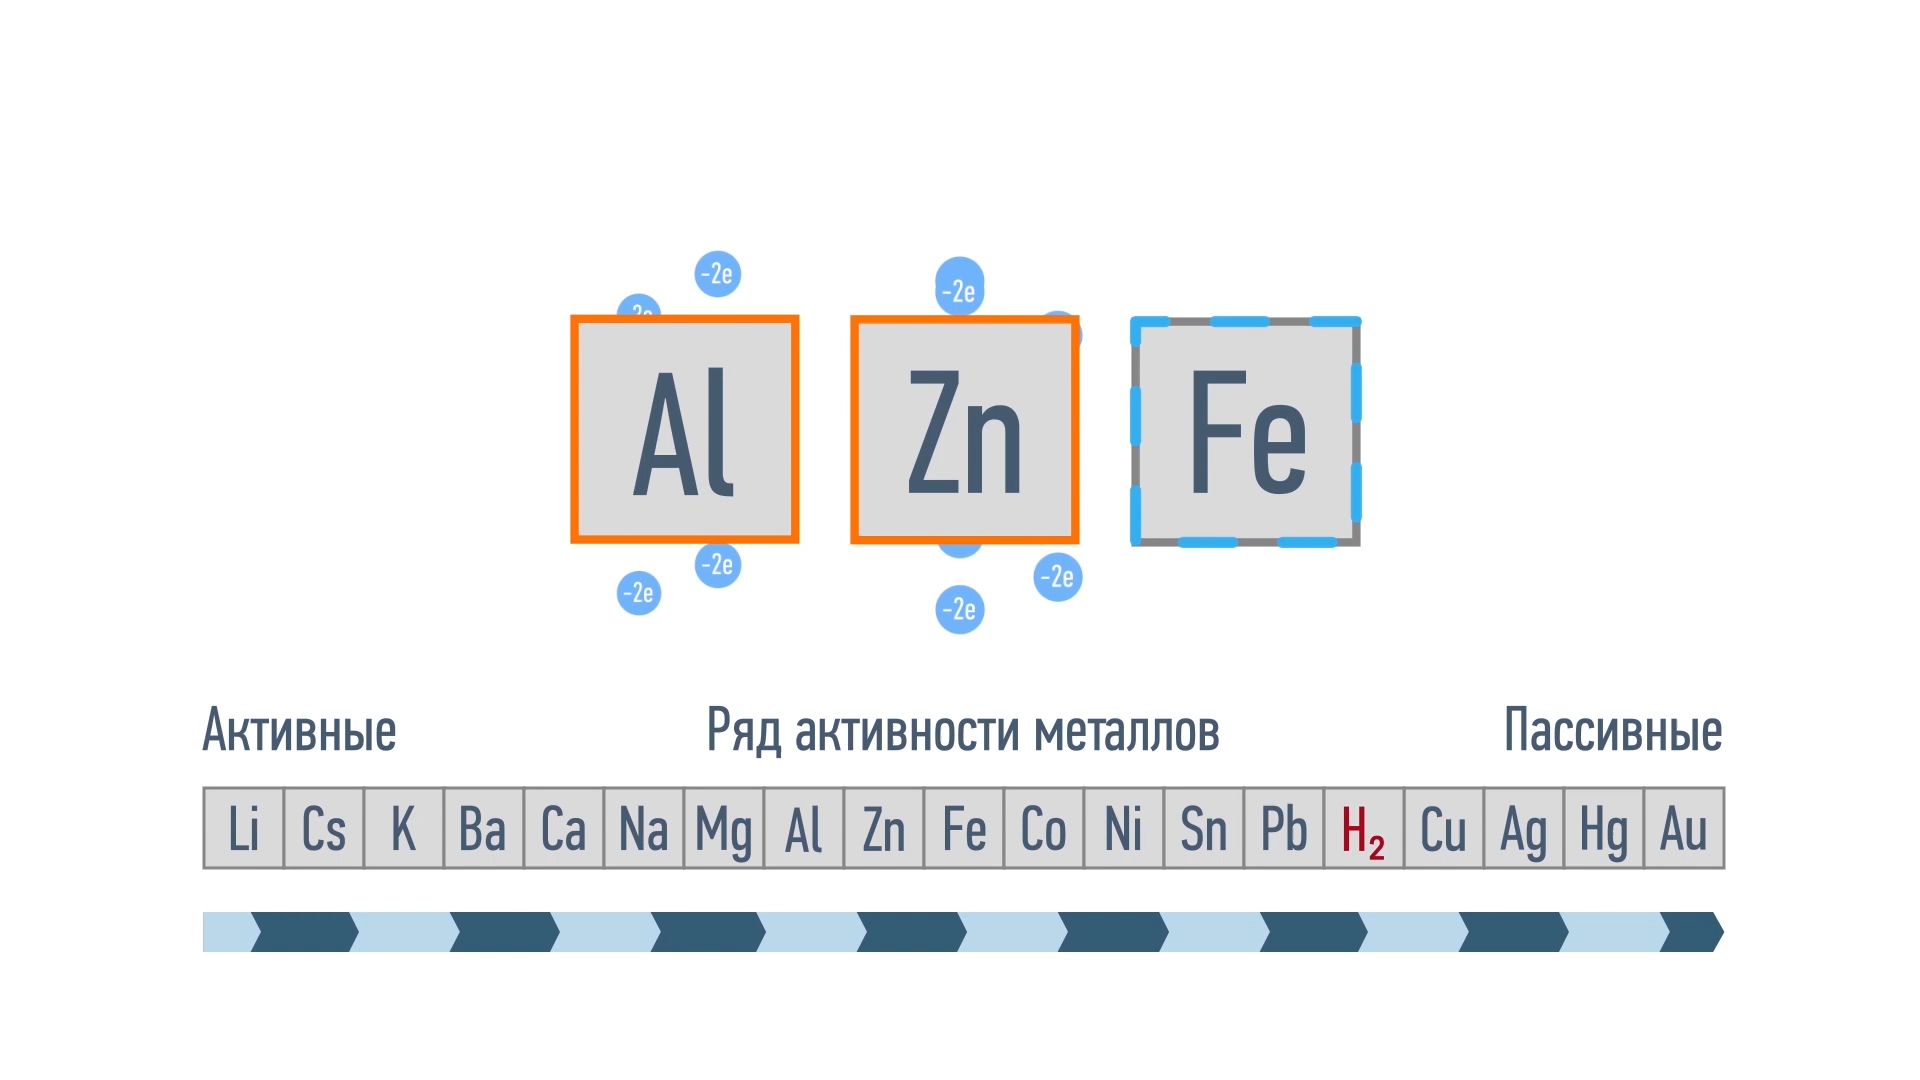 -2e
-2e
Al Zn Fe
-2e
-2e
-2e
-2e
Активные Ряд активности металлов Пассивные
Li Cs K Ba Ca Na Mg Al Zn Fe Co Ni Sn Pb H₂ Cu Ag Hg Au